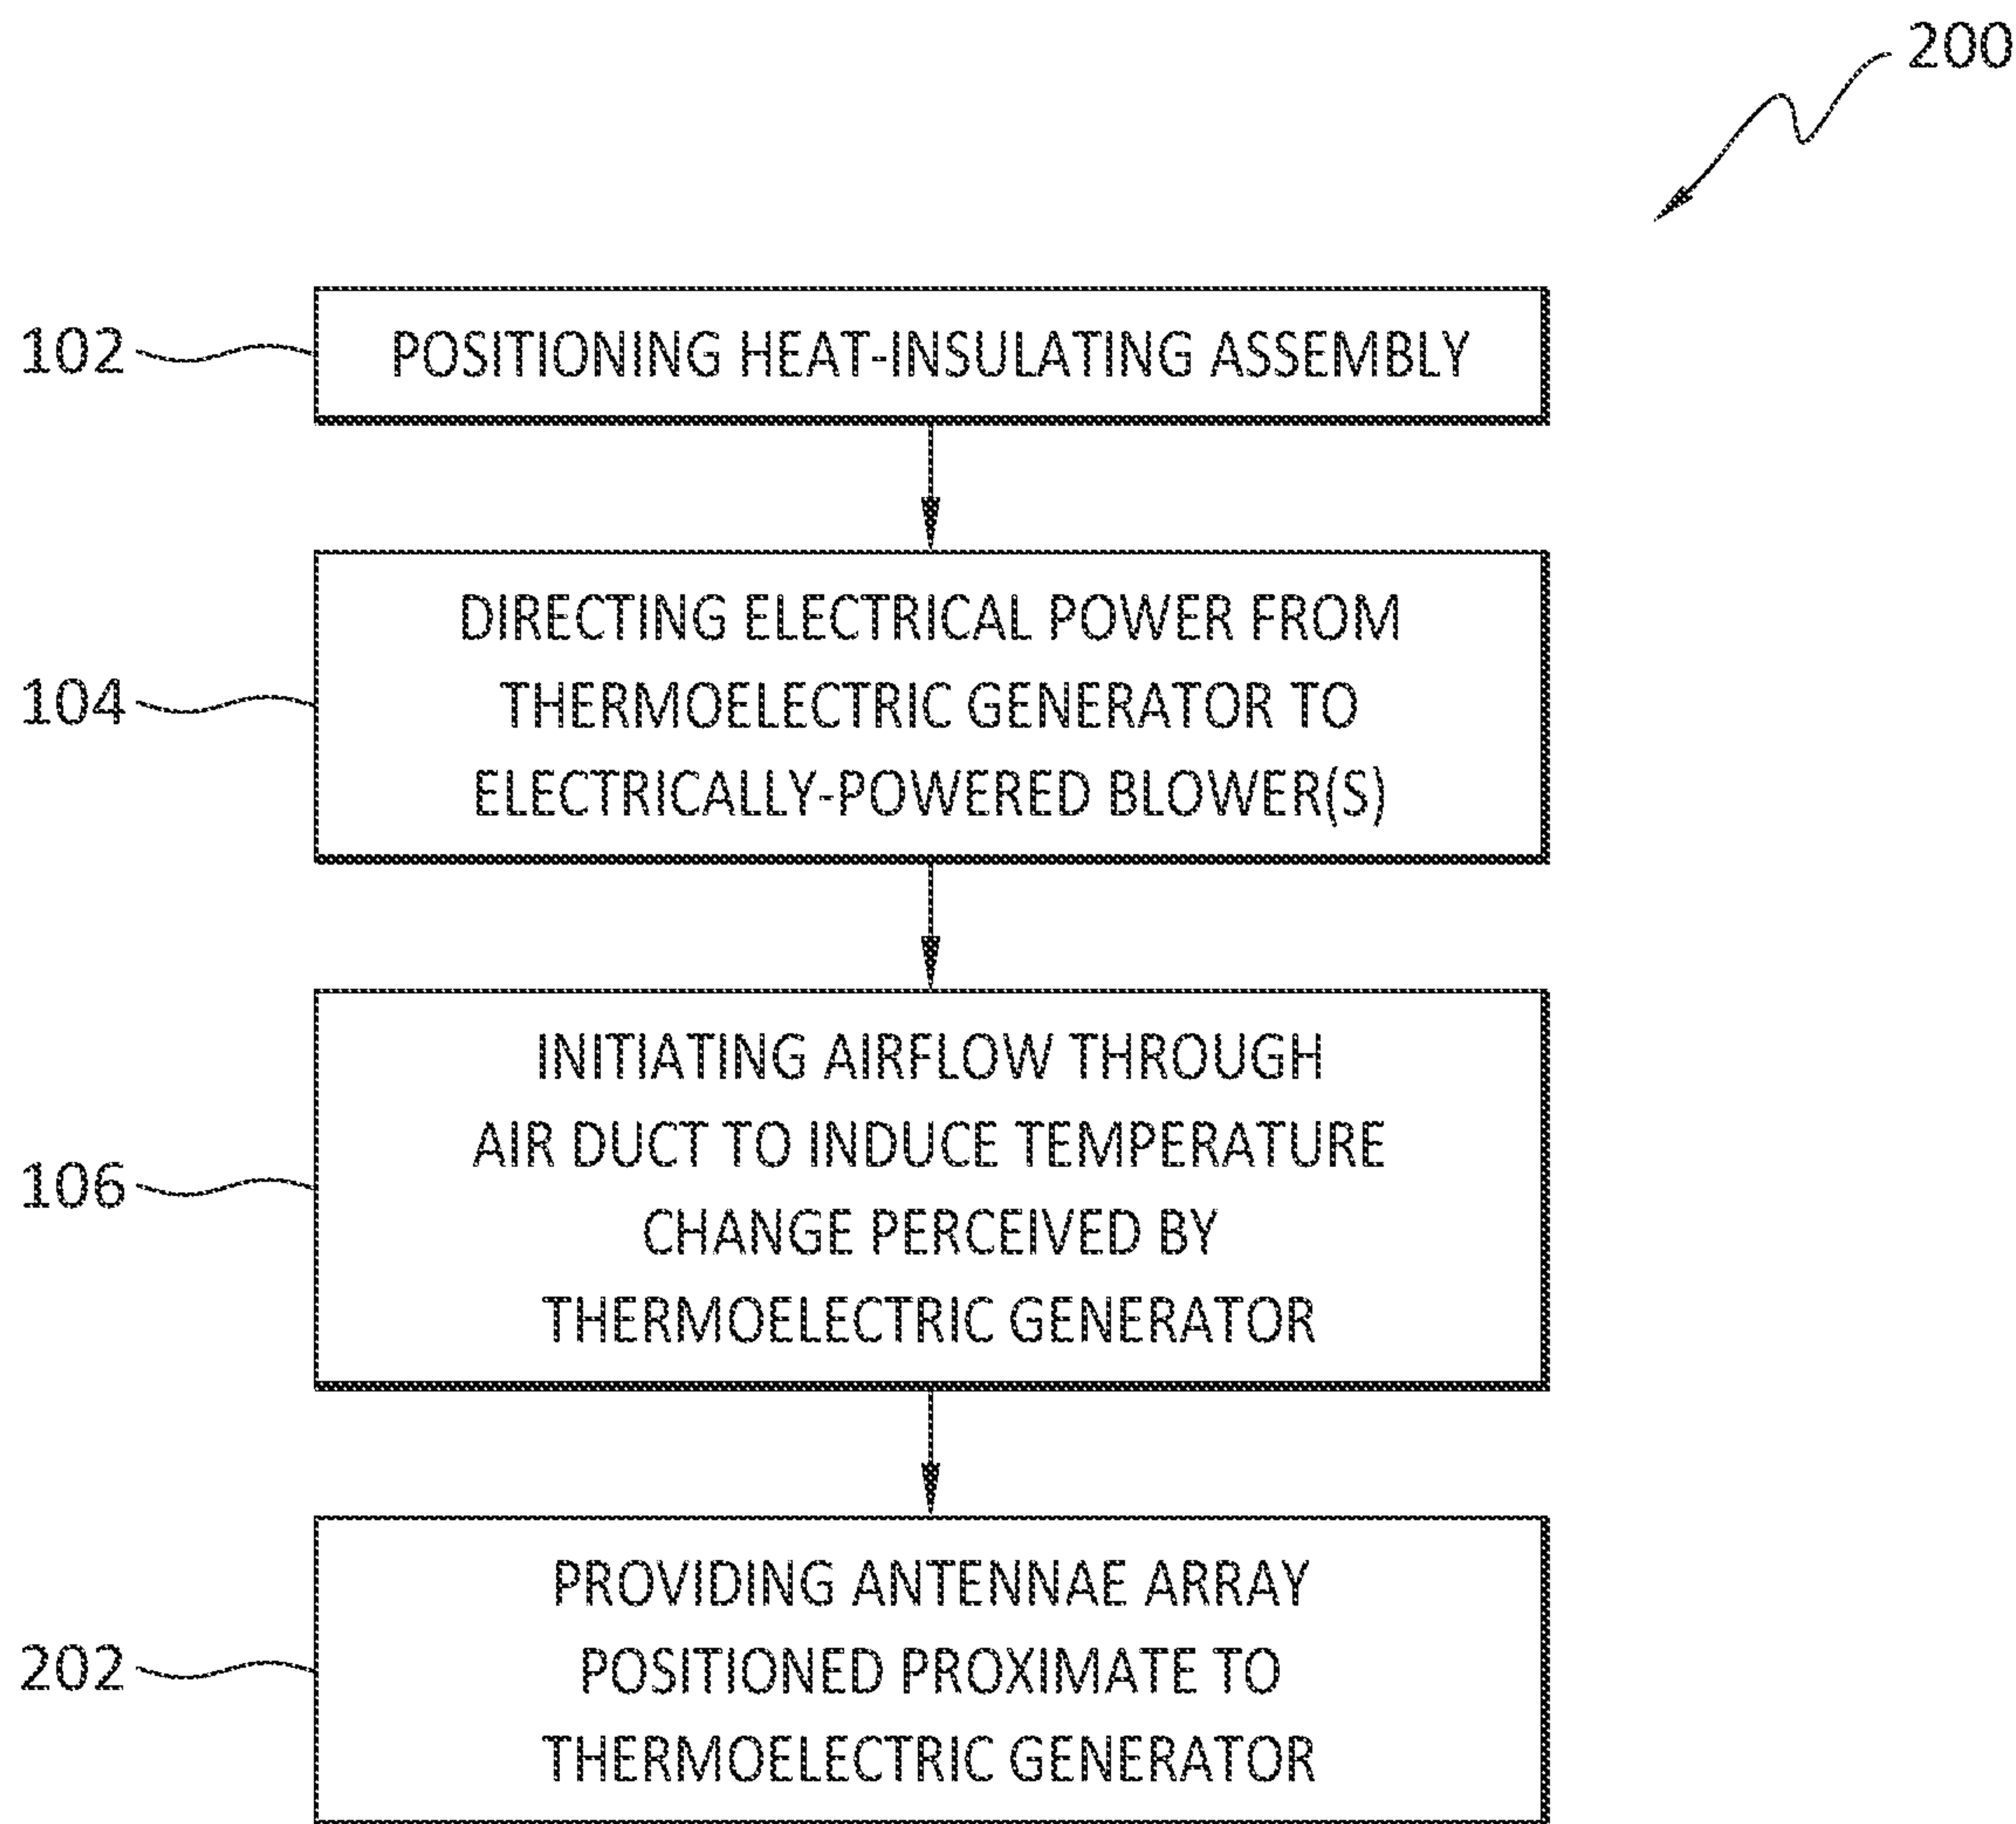 200
102
POSITIONING HEAT-INSULATING ASSEMBLY
104
DIRECTING ELECTRICAL POWER FROM
THERMOELECTRIC GENERATOR TO
ELECTRICALLY-POWERED BLOWER(S)
106
INITIATING AIRFLOW THROUGH
AIR DUCT TO INDUCE TEMPERATURE
CHANGE PERCEIVED BY
THERMOELECTRIC GENERATOR
202
PROVIDING ANTENNAE ARRAY
POSITIONED PROXIMATE TO
THERMOELECTRIC GENERATOR